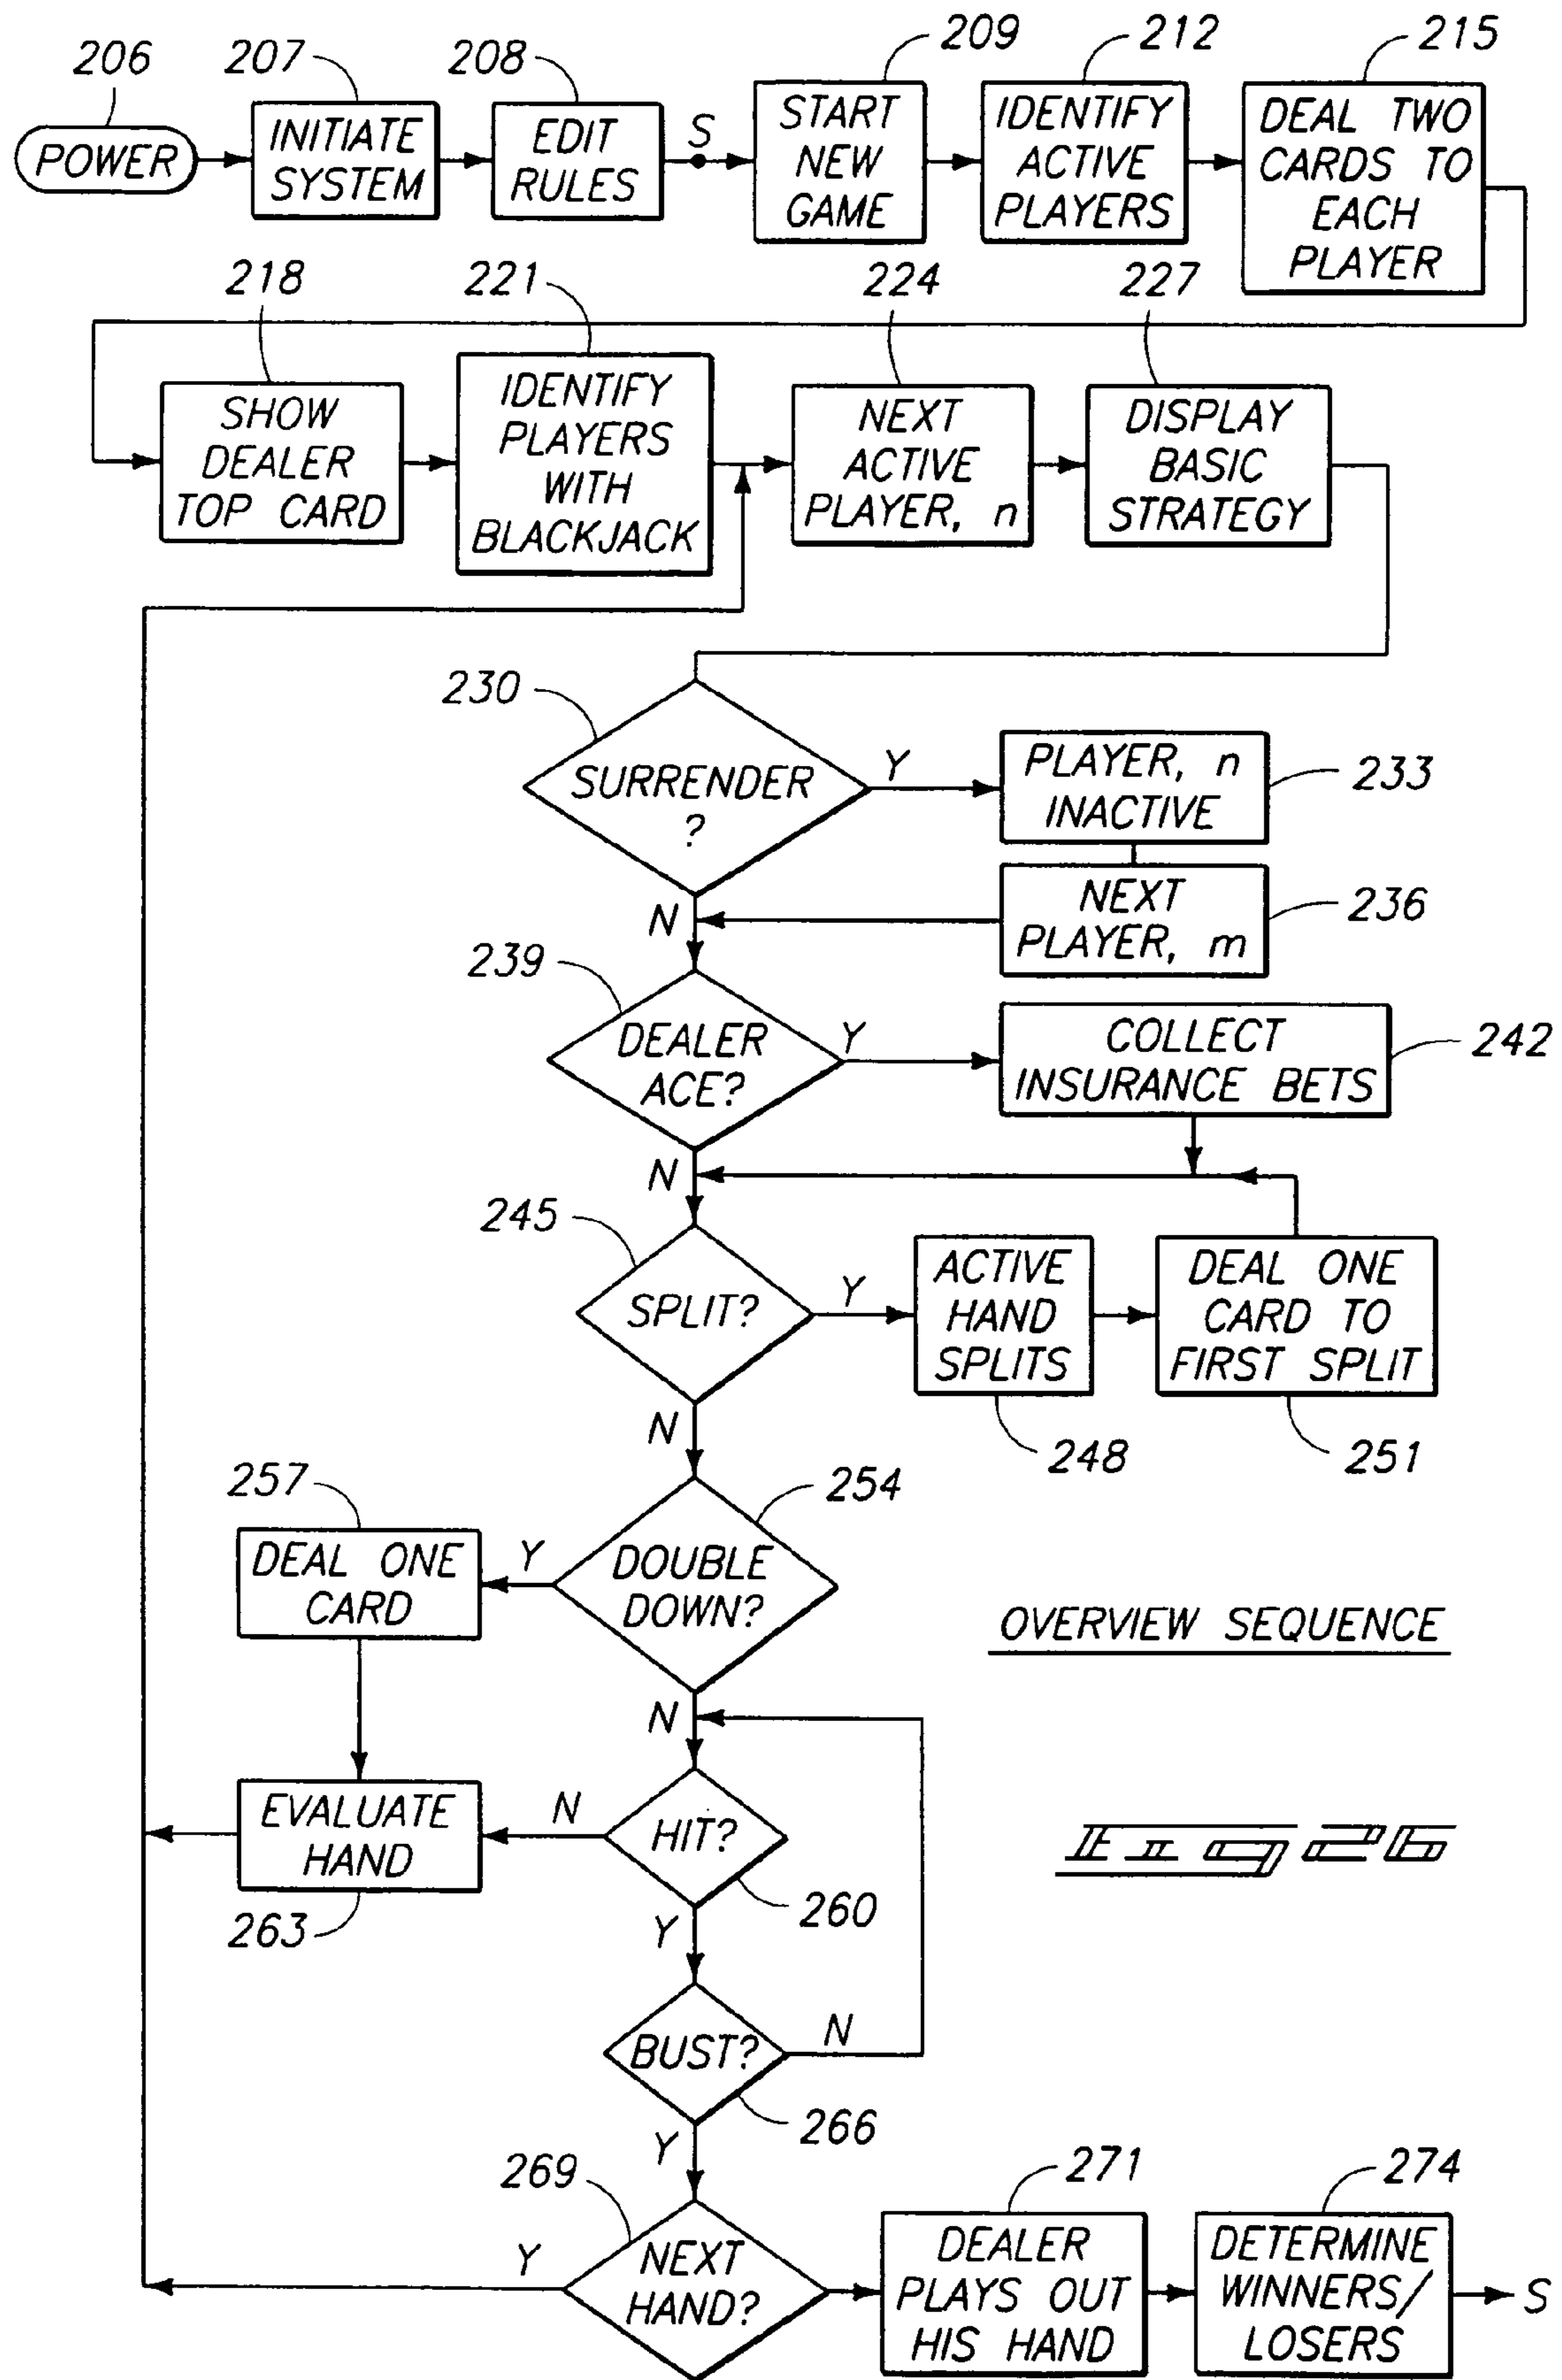 206
207
208
209
212
215
POWER
INITIATE
SYSTEM
EDIT
RULES
S
START
NEW
GAME
IDENTIFY
ACTIVE
PLAYERS
DEAL TWO
CARDS TO
EACH
PLAYER
218
221
224
227
SHOW
DEALER
TOP CARD
IDENTIFY
PLAYERS
WITH
BLACKJACK
NEXT
ACTIVE
PLAYER, n
DISPLAY
BASIC
STRATEGY
230
SURRENDER
?
Y
PLAYER, n
INACTIVE
233
N
NEXT
PLAYER, m
236
239
DEALER
ACE?
Y
COLLECT
INSURANCE BETS
242
N
245
SPLIT?
Y
ACTIVE
HAND
SPLITS
DEAL ONE
CARD TO
FIRST SPLIT
N
248
251
257
254
DEAL ONE
CARD
Y
DOUBLE
DOWN?
OVERVIEW SEQUENCE
N
EVALUATE
HAND
N
HIT?
263
260
Fig 26
Y
BUST?
N
266
Y
269
271
274
Y
NEXT
HAND?
DEALER
PLAYS OUT
HIS HAND
DETERMINE
WINNERS/
LOSERS
S